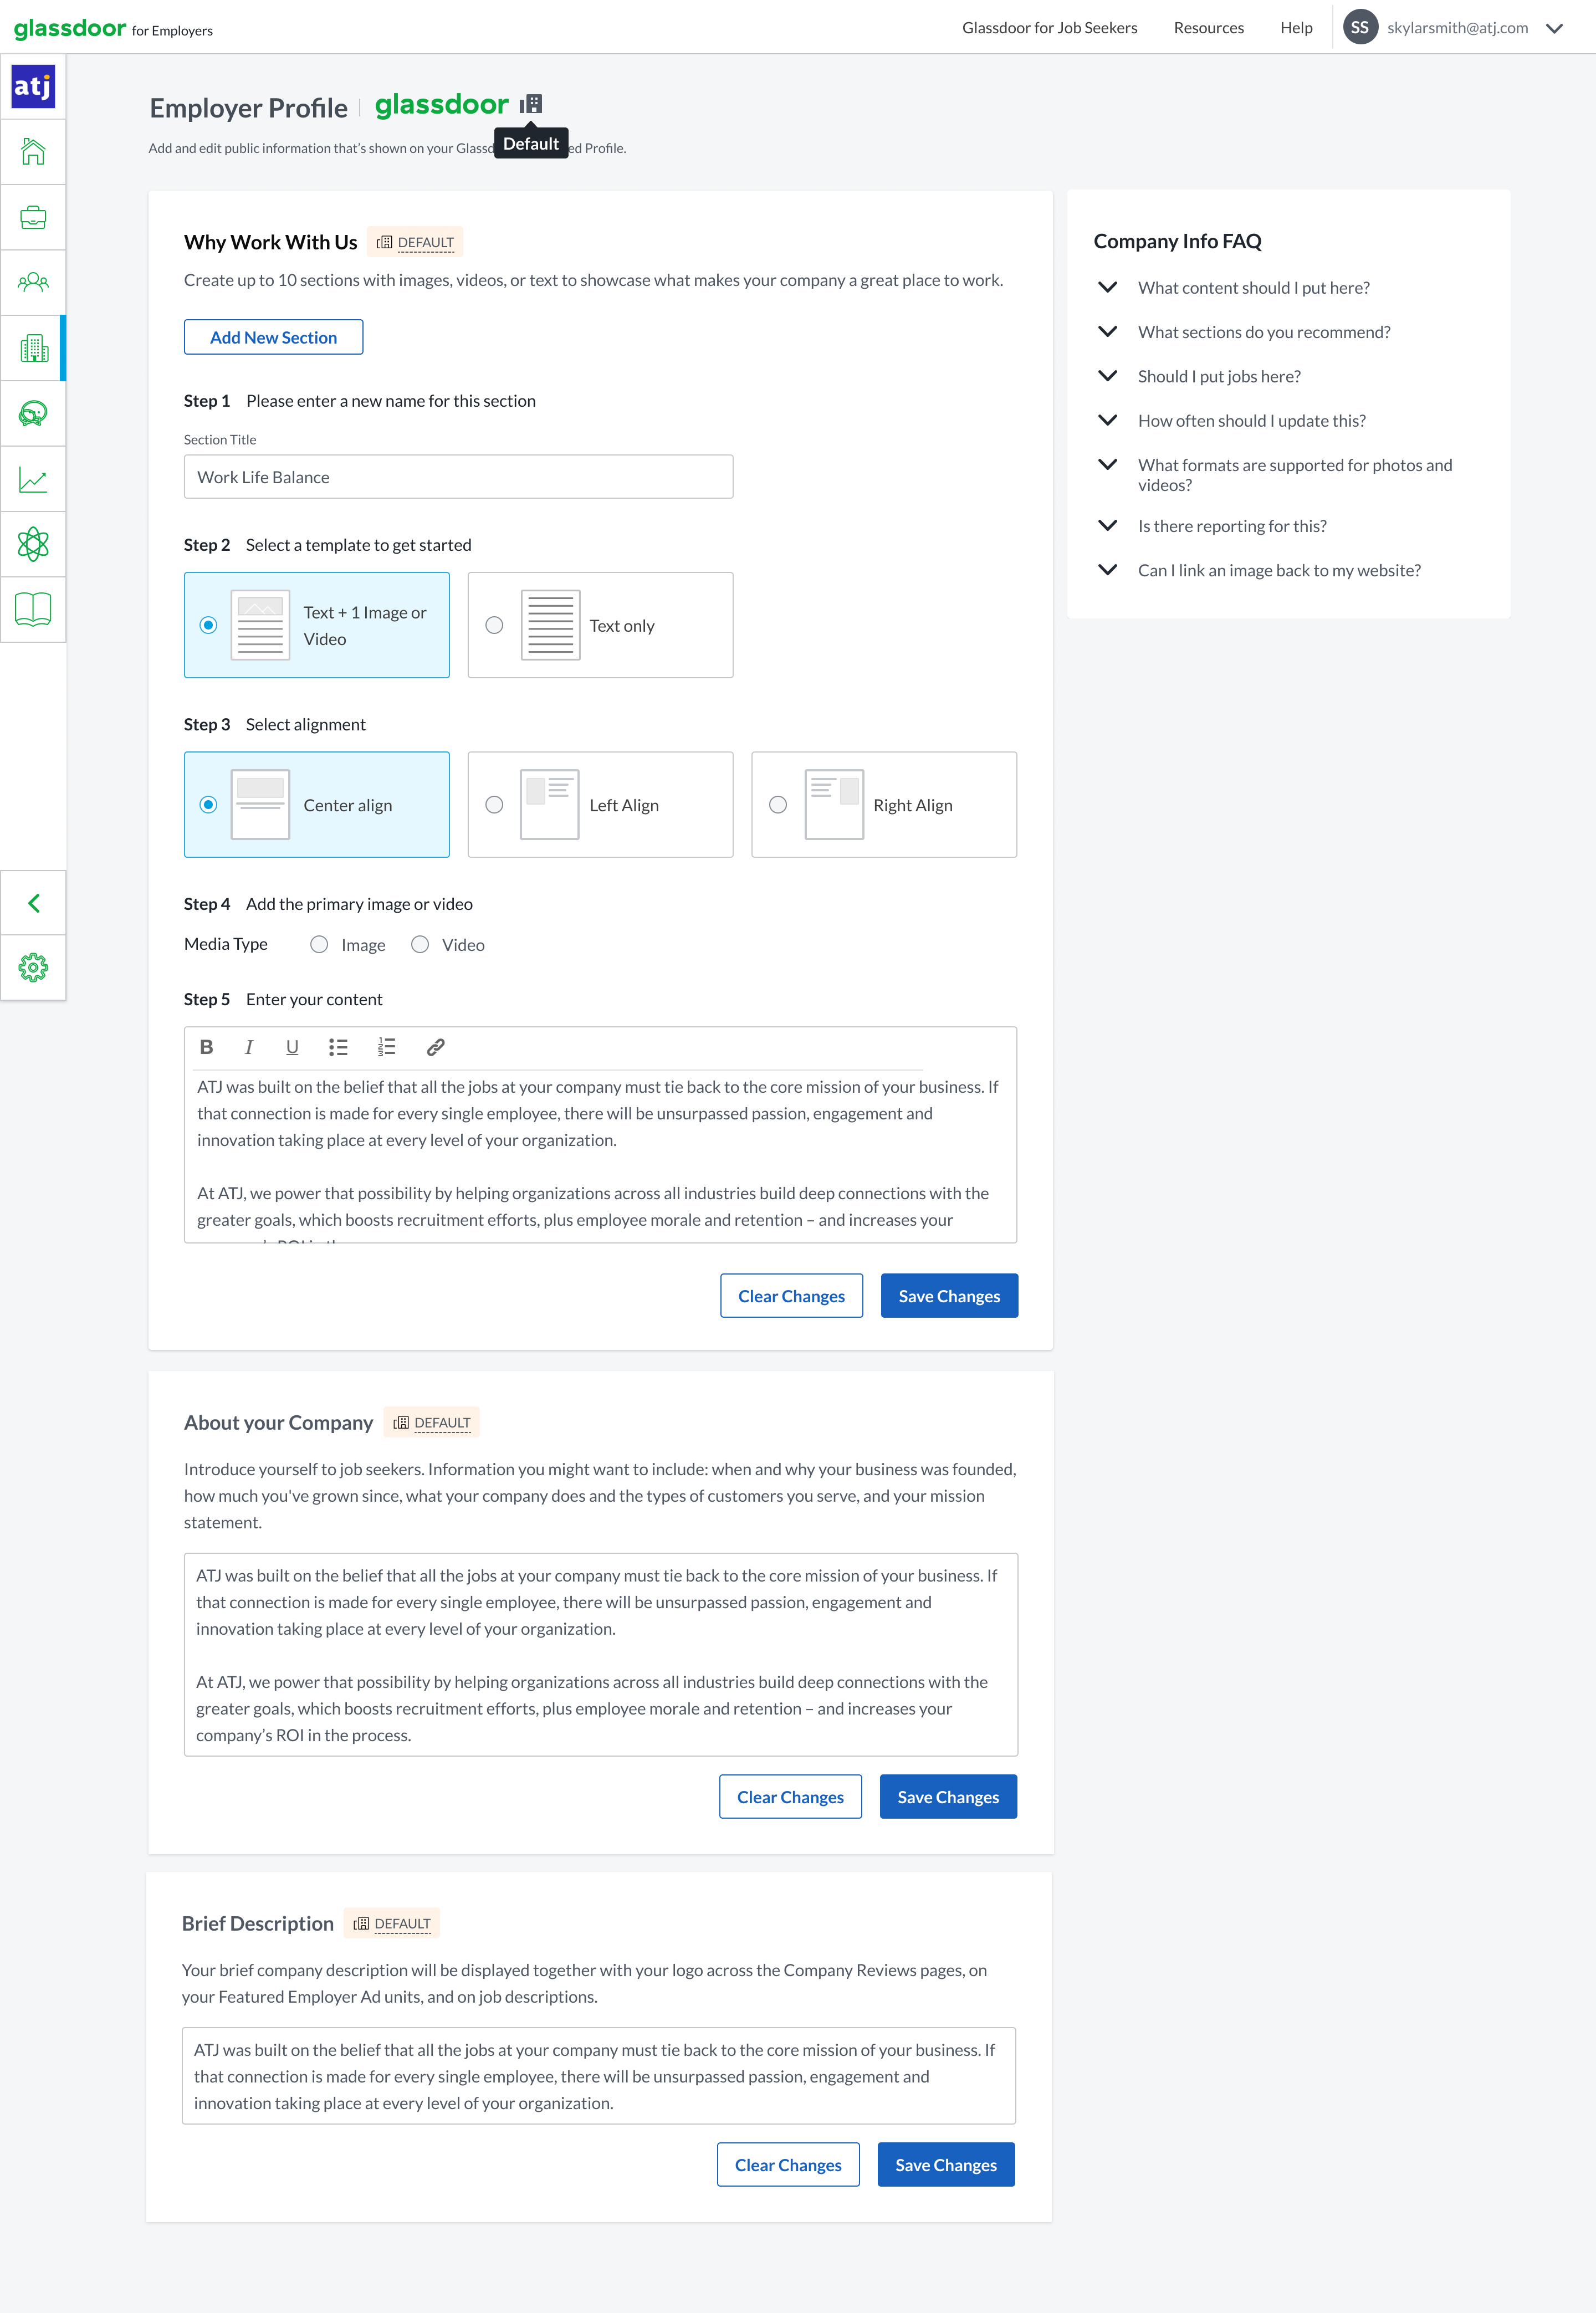 glassdoor for Employers
Glassdoor for Job Seekers
Resources
Help
SS
skylarsmith@atj.com
atj
Employer Profile
glassdoor
Default
Add and edit public information that's shown on your Glassd ed Profile.
Why Work With Us
DEFAULT
Create up to 10 sections with images, videos, or text to showcase what makes your company a great place to work.
Add New Section
Step 1 Please enter a new name for this section
Section Title
Work Life Balance
Step 2 Select a template to get started
Text + 1 Image or
Video
Text only
Step 3 Select alignment
Center align
Left Align
Right Align
Step 4 Add the primary image or video
Media Type
Image
Video
Step 5 Enter your content
B I U
ATJ was built on the belief that all the jobs at your company must tie back to the core mission of your business. If
that connection is made for every single employee, there will be unsurpassed passion, engagement and
innovation taking place at every level of your organization.
At ATJ, we power that possibility by helping organizations across all industries build deep connections with the
greater goals, which boosts recruitment efforts, plus employee morale and retention – and increases your
Clear Changes
Save Changes
About your Company
DEFAULT
Introduce yourself to job seekers. Information you might want to include: when and why your business was founded,
how much you've grown since, what your company does and the types of customers you serve, and your mission
statement.
ATJ was built on the belief that all the jobs at your company must tie back to the core mission of your business. If
that connection is made for every single employee, there will be unsurpassed passion, engagement and
innovation taking place at every level of your organization.
At ATJ, we power that possibility by helping organizations across all industries build deep connections with the
greater goals, which boosts recruitment efforts, plus employee morale and retention – and increases your
company's ROI in the process.
Clear Changes
Save Changes
Brief Description
DEFAULT
Your brief company description will be displayed together with your logo across the Company Reviews pages, on
your Featured Employer Ad units, and on job descriptions.
ATJ was built on the belief that all the jobs at your company must tie back to the core mission of your business. If
that connection is made for every single employee, there will be unsurpassed passion, engagement and
innovation taking place at every level of your organization.
Clear Changes
Save Changes
Company Info FAQ
What content should I put here?
What sections do you recommend?
Should I put jobs here?
How often should I update this?
What formats are supported for photos and
videos?
Is there reporting for this?
Can I link an image back to my website?